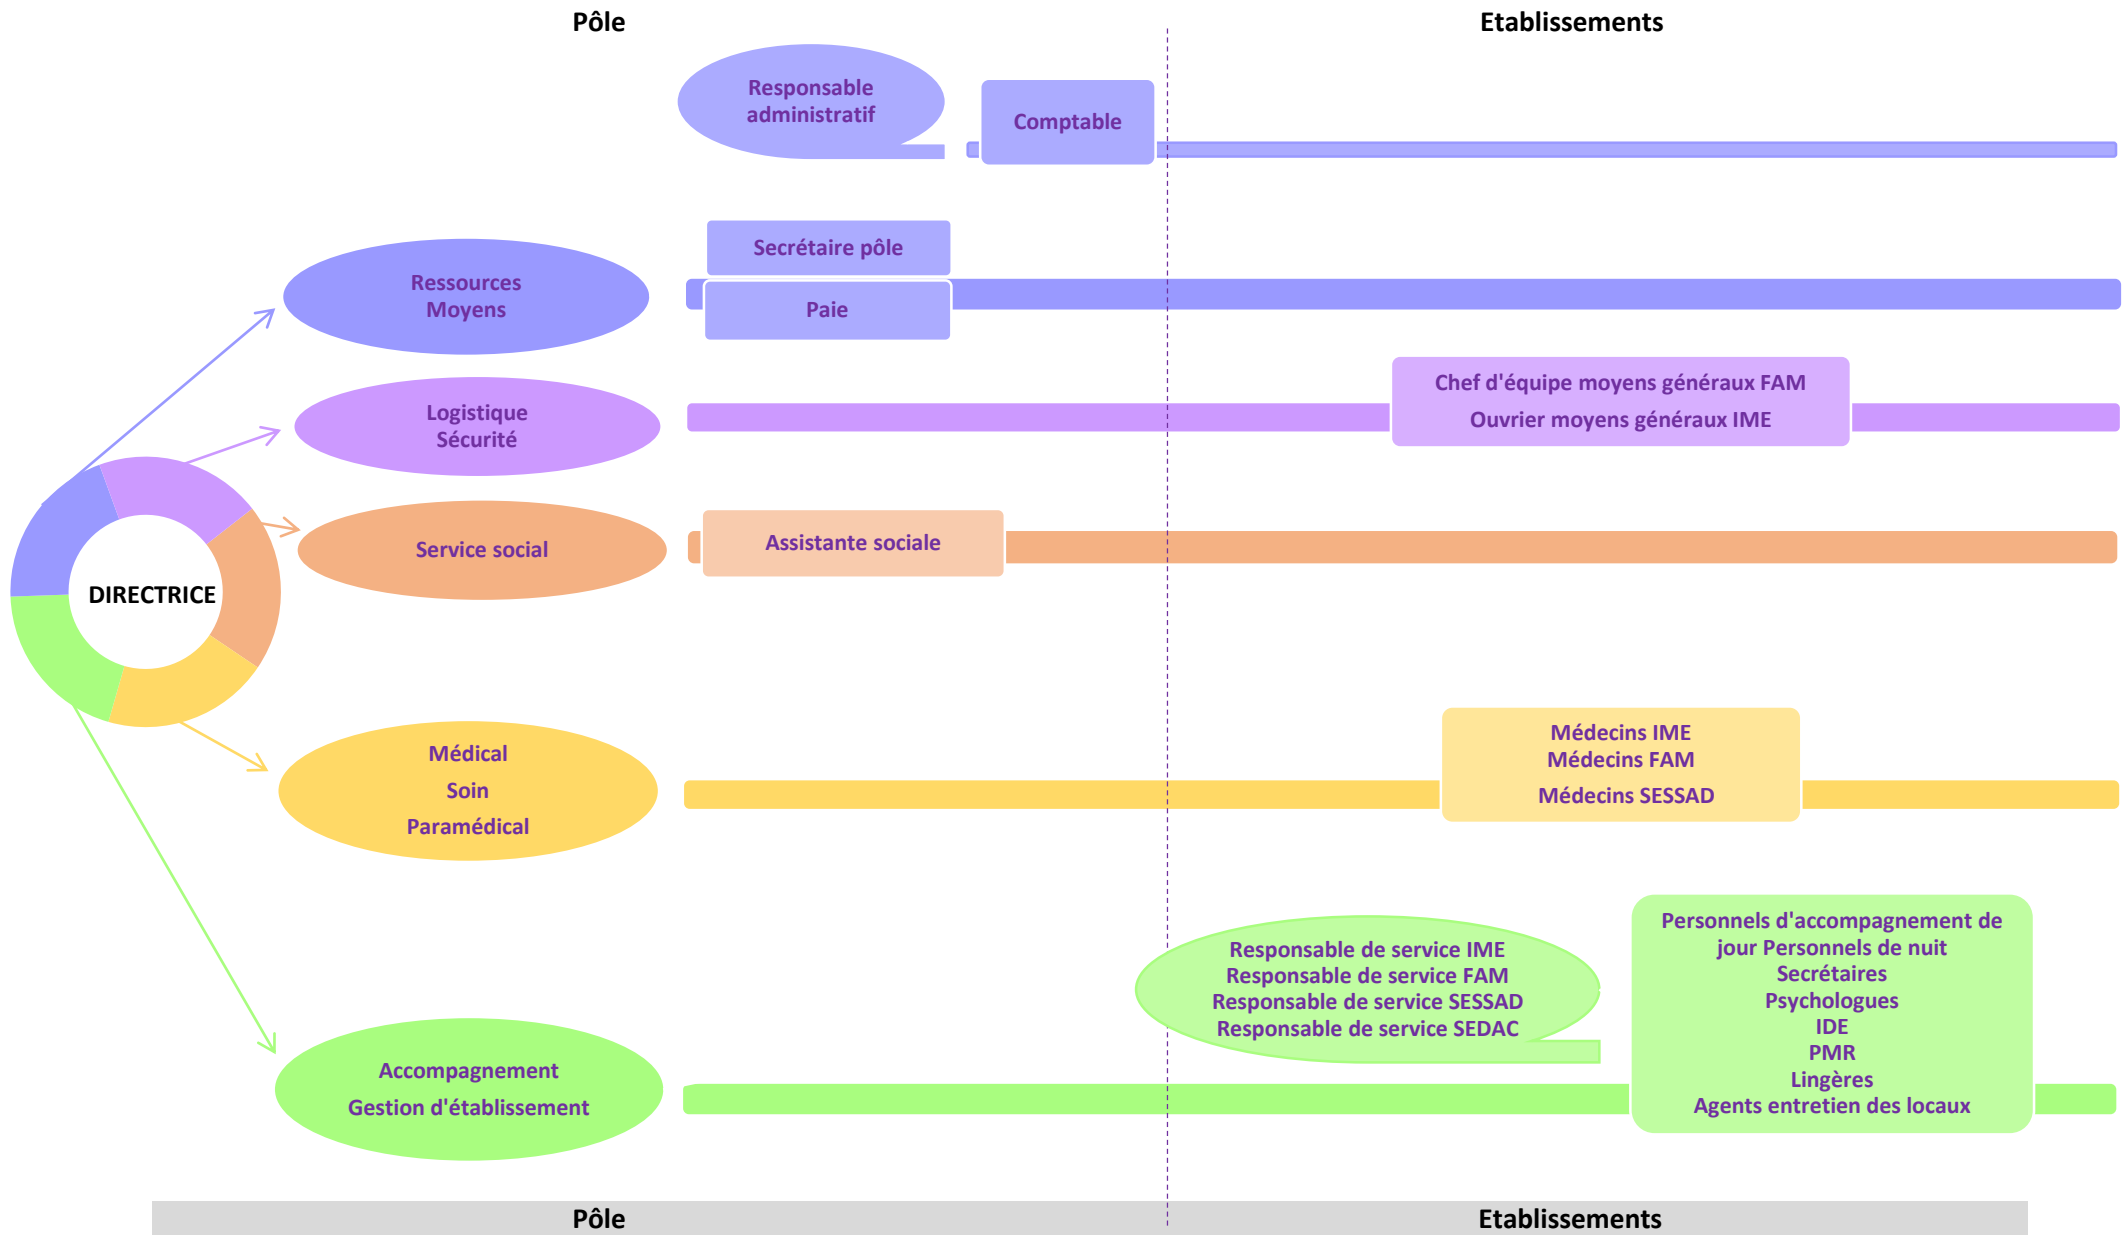 Pôle
Etablissements
Responsable
administratif
Comptable
Secrétaire pôle
Paie
Ressources
Moyens
Chef d'équipe moyens généraux FAM
Ouvrier moyens généraux IME
Logistique
Sécurité
Assistante sociale
Service social
DIRECTRICE
Médecins IME
Médecins FAM
Médecins SESSAD
Médical
Soin
Paramédical
Responsable de service IME
Responsable de service FAM
Responsable de service SESSAD
Responsable de service SEDAC
Personnels d'accompagnement de
jour Personnels de nuit
Secrétaires
Psychologues
IDE
PMR
Lingères
Agents entretien des locaux
Accompagnement
Gestion d'établissement
Pôle
Etablissements